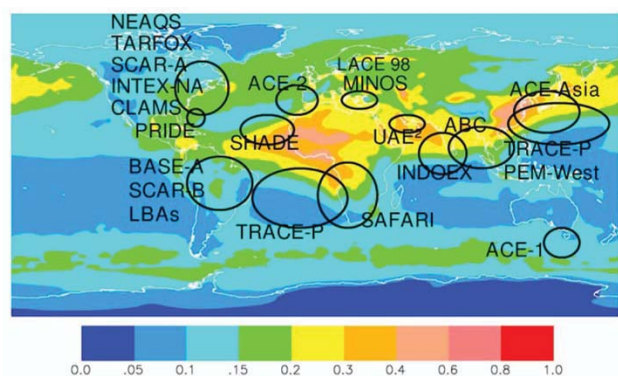 NEAQS
TARFOX
SCAR-A
INTEX-NA
CLAMS
PRIDE
ACE-2
LACE 98
MINOS
ACE Asia
SHADE
UAE²
ABC
TRACE-P
INDOEX
PEM-West
BASE-A
SCAR-B
LBAs
TRACE-P
SAFARI
ACE-1
0.0 .05 0.1 .15 0.2 0.3 0.4 0.6 0.8 1.0